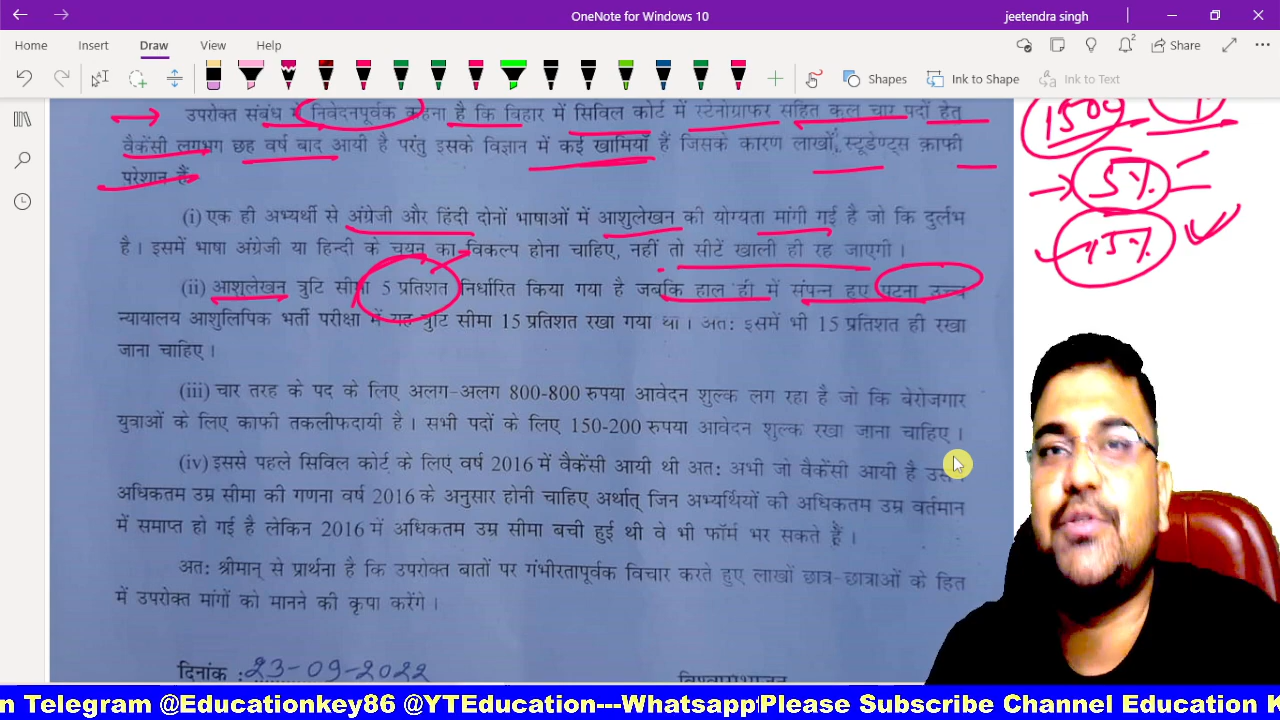 OneNote for Windows 10
jeetendra singh
Home Insert Draw View Help
Share
Shapes Ink to Shape Ink to Text
उपरोक्त संबंध में निवेदनपूर्वक कहना है कि बिहार में सिविल कोर्ट में स्टेनोग्राफर सहित कुल चार पदों हेतु
वैकेंसी लगभग छह वर्ष बाद आयी है परंतु इसके विज्ञान में कई खामियाँ हैं जिसके कारण लाखों स्टूडेण्ट्स काफी
परेशान हैं
(i) एक ही अभ्यर्थी से अंग्रेजी और हिंदी दोनों भाषाओं में आशुलेखन की योग्यता मांगी गई है जो कि दुर्लभ
है। इसमें भाषा अंग्रेजी या हिन्दी के चयन का विकल्प होना चाहिए, नहीं तो सीटें खाली ही रह जाएगी ।
(ii) आशुलेखन त्रुटि सीमा 5 प्रतिशत निर्धारित किया गया है जबकि हाल ही में संपन्न हुए पटना उच्च
न्यायालय आशुलिपिक भर्ती परीक्षा में यह त्रुटि सीमा 15 प्रतिशत रखा गया था । अत: इसमें भी 15 प्रतिशत ही रखा
जाना चाहिए ।
(iii) चार तरह के पद के लिए अलग-अलग 800-800 रुपया आवेदन शुल्क लग रहा है जो कि बेरोजगार
युवाओं के लिए काफी तकलीफदायी है । सभी पदों के लिए 150-200 रुपया आवेदन शुल्क रखा जाना चाहिए ।
(iv) इससे पहले सिविल कोर्ट के लिए वर्ष 2016 में वैकेंसी आयी थी अत: अभी जो वैकेंसी आयी है
अधिकतम उम्र सीमा की गणना वर्ष 2016 के अनुसार होनी चाहिए अर्थात् जिन अभ्यर्थियों की अधिकतम उम्र वर्तमान
में समाप्त हो गई है लेकिन 2016 में अधिकतम उम्र सीमा बची हुई थी वे भी फॉर्म भर सकते हैं ।
अत: श्रीमान् से प्रार्थना है कि उपरोक्त बातों पर गंभीरतापूर्वक विचार करते हुए लाखों छात्र-छात्राओं के हित
में उपरोक्त मांगों को मानने की कृपा करेंगे ।
दिनांक : 23-09-2022
5%
15%
n Telegram @Educationkey86 @YTEducation---Whatsapp Please Subscribe Channel Education K